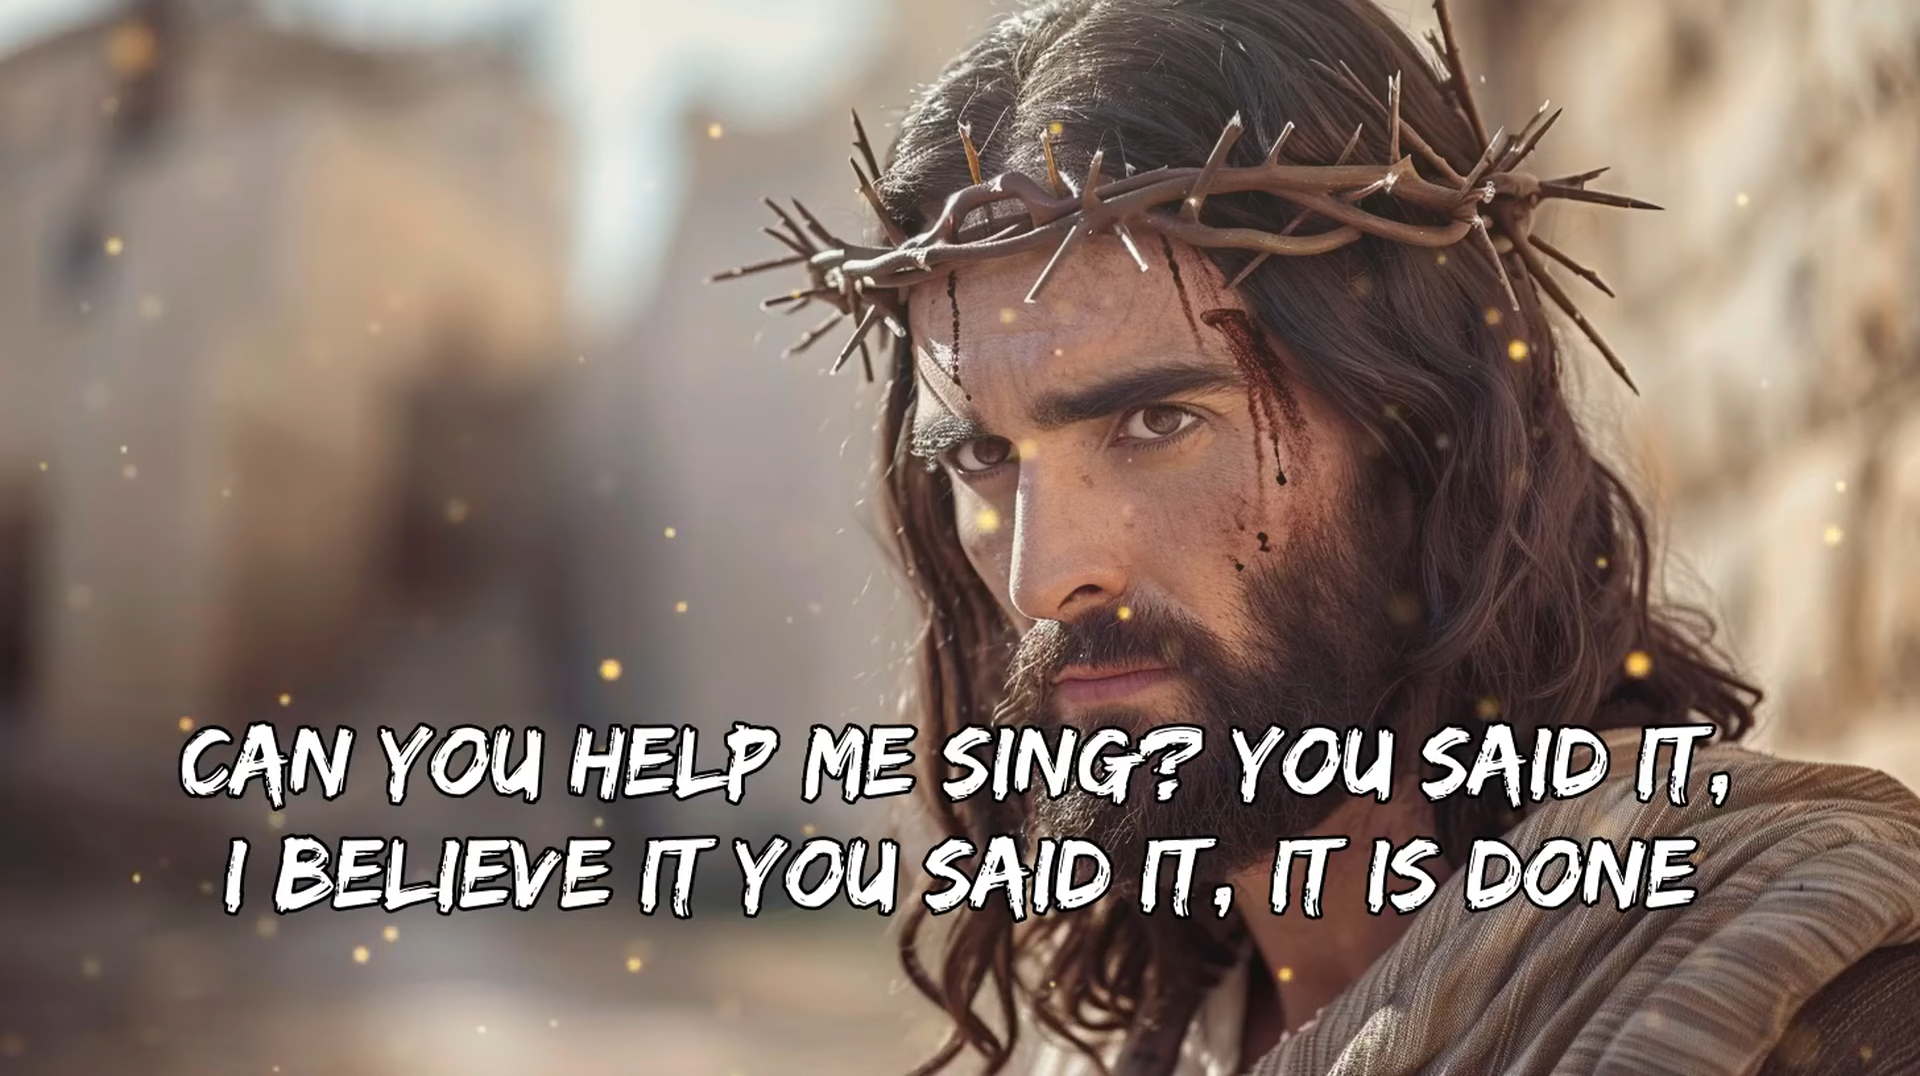 CAN YOU HELP ME SING? YOU SAID IT,
I BELIEVE IT YOU SAID IT, IT IS DONE